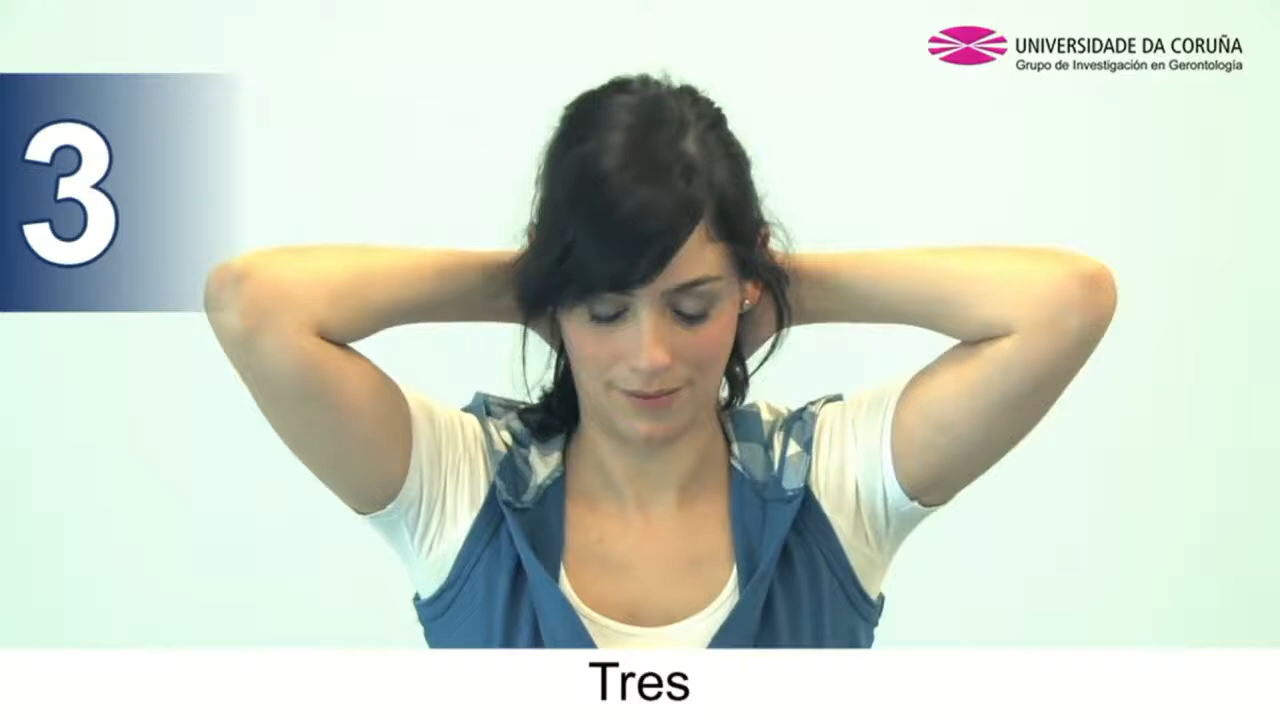 UNIVERSIDADE DA CORUÑA
Grupo de Investigación en Gerontología
3
Tres